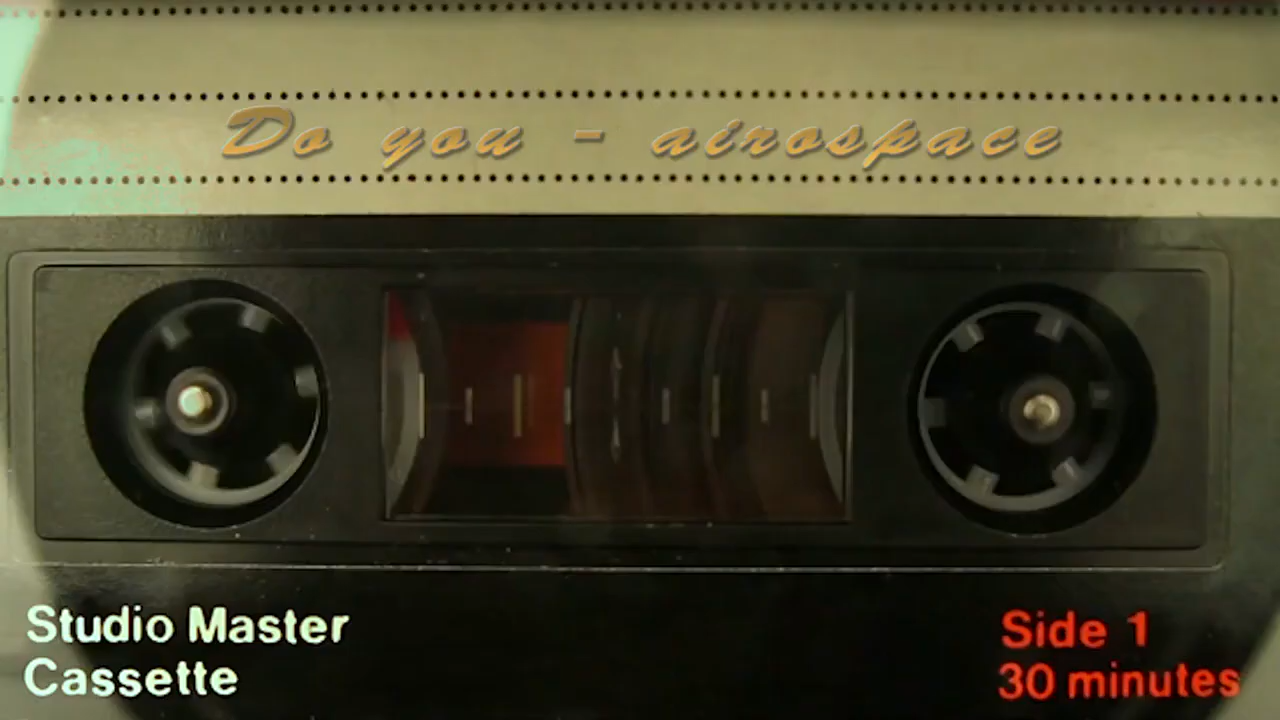 Do you - airospace
Studio Master
Cassette
Side 1
30 minutes